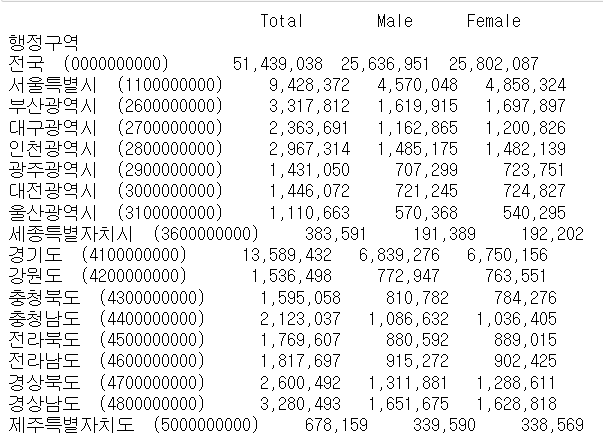 Total Male Female
행정구역
전국 (0000000000) 51,439,038 25,636,951 25,802,087
서울특별시 (1100000000) 9,428,372 4,570,048 4,858,324
부산광역시 (2600000000) 3,317,812 1,619,915 1,697,897
대구광역시 (2700000000) 2,363,691 1,162,865 1,200,826
인천광역시 (2800000000) 2,967,314 1,485,175 1,482,139
광주광역시 (2900000000) 1,431,050 707,299 723,751
대전광역시 (3000000000) 1,446,072 721,245 724,827
울산광역시 (3100000000) 1,110,663 570,368 540,295
세종특별자치시 (3600000000) 383,591 191,389 192,202
경기도 (4100000000) 13,589,432 6,839,276 6,750,156
강원도 (4200000000) 1,536,498 772,947 763,551
충청북도 (4300000000) 1,595,058 810,782 784,276
충청남도 (4400000000) 2,123,037 1,086,632 1,036,405
전라북도 (4500000000) 1,769,607 880,592 889,015
전라남도 (4600000000) 1,817,697 915,272 902,425
경상북도 (4700000000) 2,600,492 1,311,881 1,288,611
경상남도 (4800000000) 3,280,493 1,651,675 1,628,818
제주특별자치도 (5000000000) 678,159 339,590 338,569